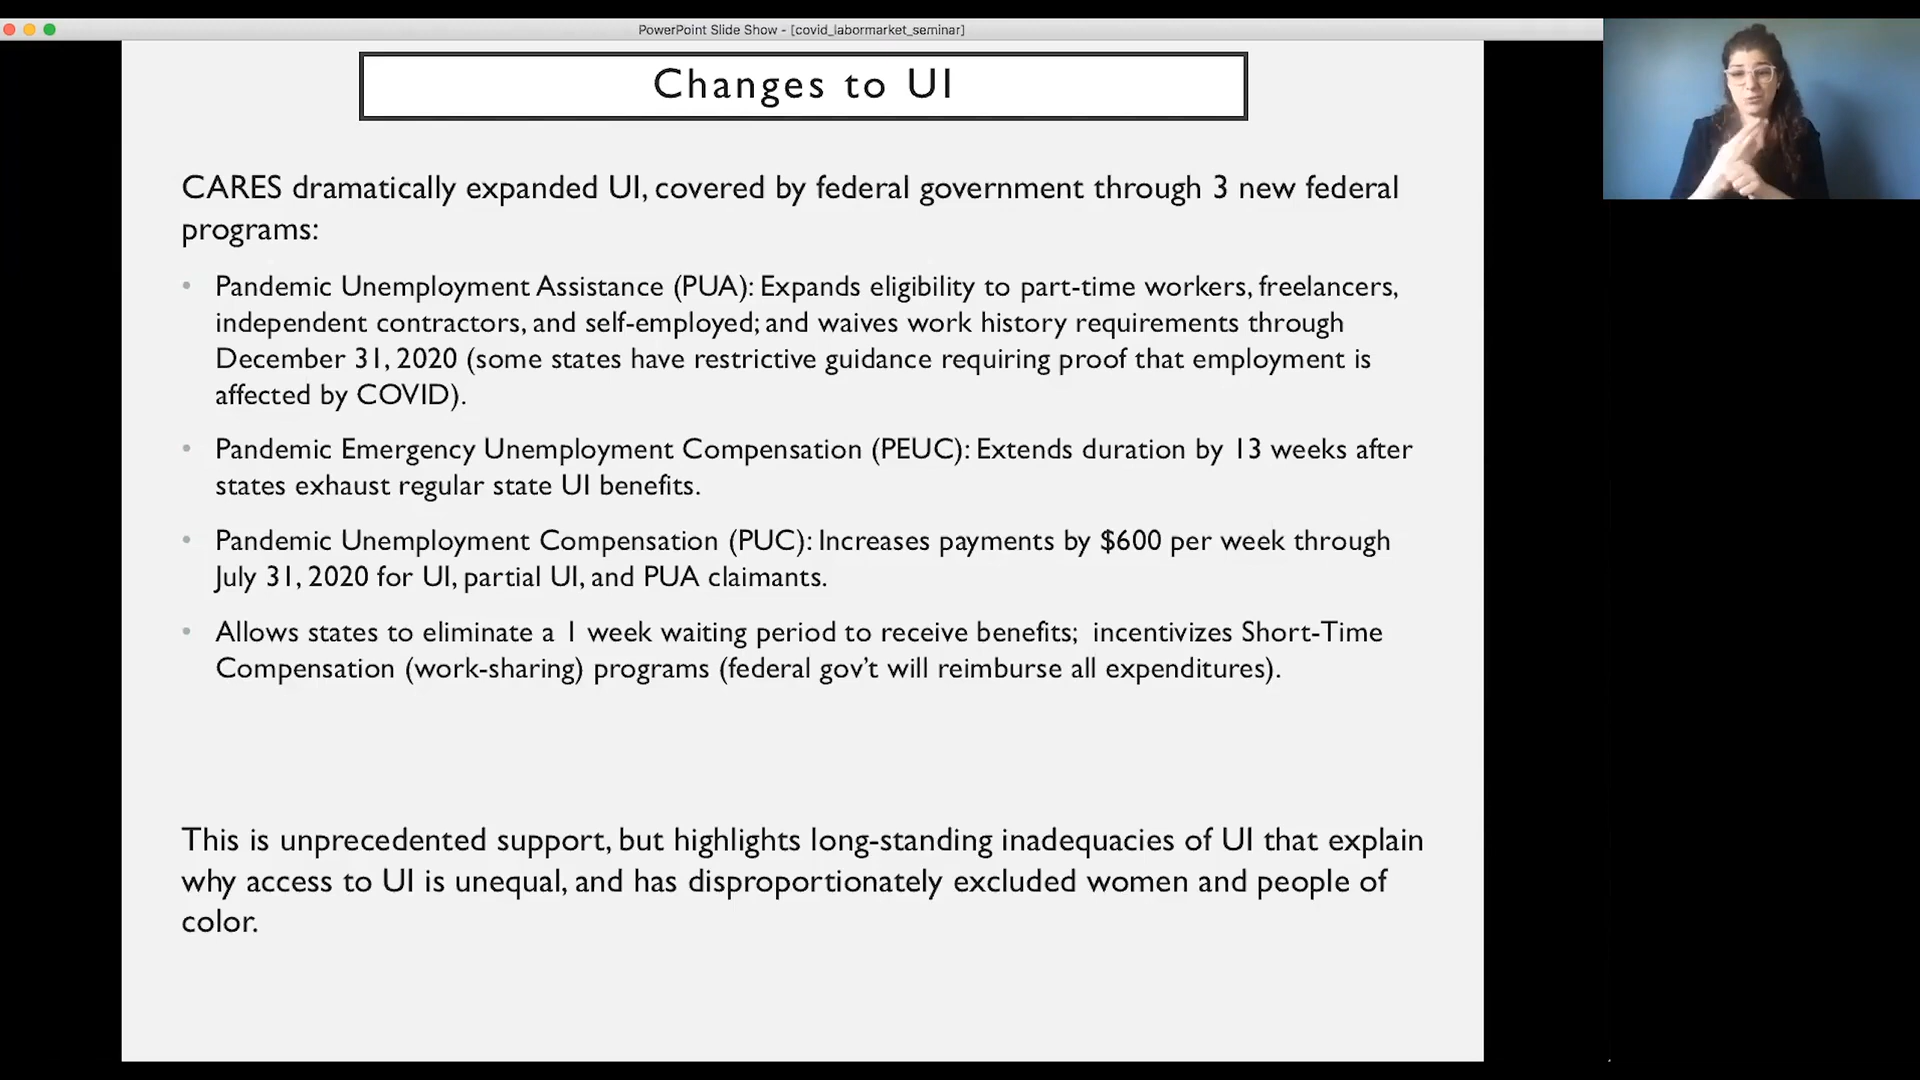 PowerPoint Slide Show - [covid_labormarket_seminar]
Changes to UI
CARES dramatically expanded UI, covered by federal government through 3 new federal
programs:
• Pandemic Unemployment Assistance (PUA): Expands eligibility to part-time workers, freelancers,
independent contractors, and self-employed; and waives work history requirements through
December 31, 2020 (some states have restrictive guidance requiring proof that employment is
affected by COVID).
• Pandemic Emergency Unemployment Compensation (PEUC): Extends duration by 13 weeks after
states exhaust regular state UI benefits.
• Pandemic Unemployment Compensation (PUC): Increases payments by $600 per week through
July 31, 2020 for UI, partial UI, and PUA claimants.
• Allows states to eliminate a 1 week waiting period to receive benefits; incentivizes Short-Time
Compensation (work-sharing) programs (federal gov’t will reimburse all expenditures).
This is unprecedented support, but highlights long-standing inadequacies of UI that explain
why access to UI is unequal, and has disproportionately excluded women and people of
color.